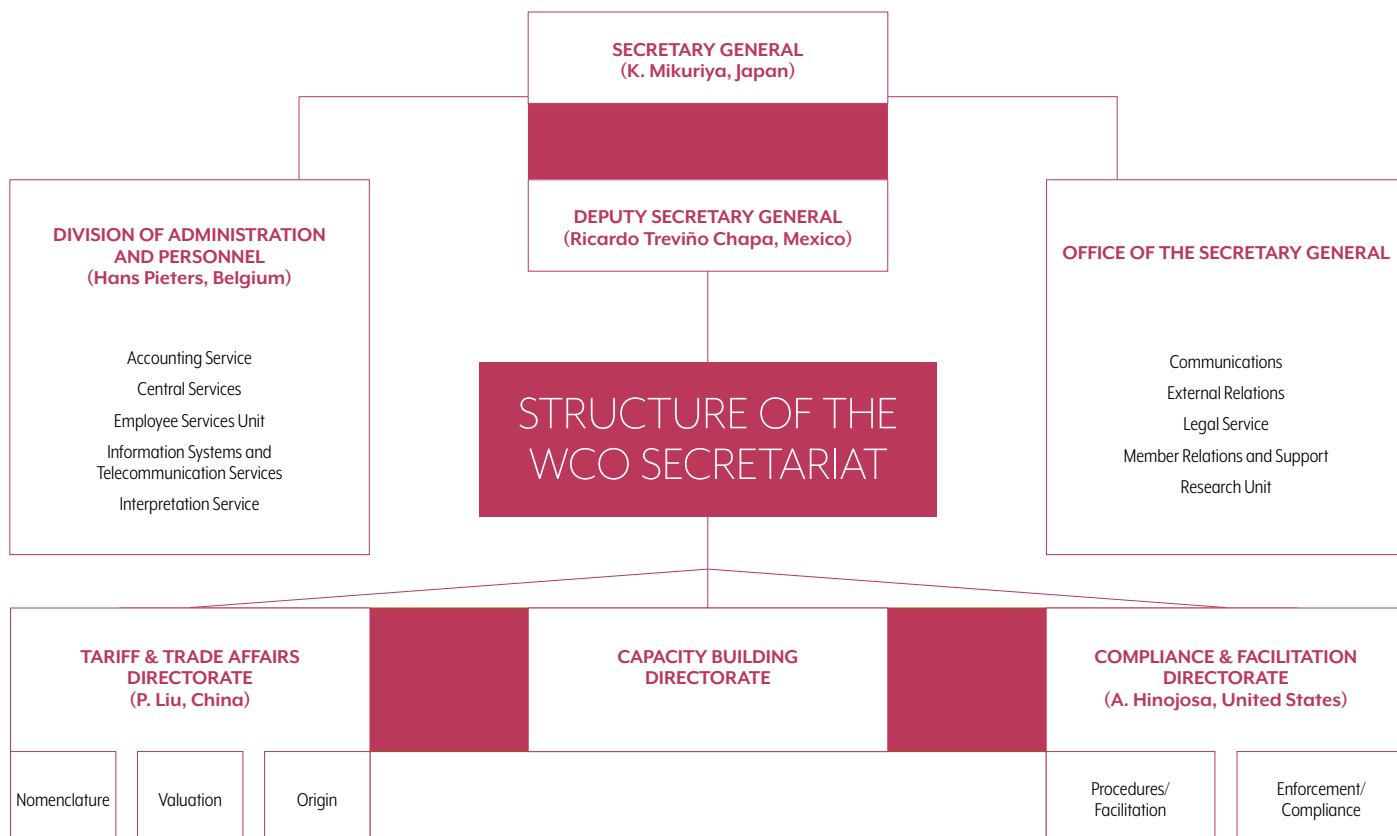 SECRETARY GENERAL
(K. Mikuriya, Japan)
DEPUTY SECRETARY GENERAL
(Ricardo Treviño Chapa, Mexico)
DIVISION OF ADMINISTRATION
AND PERSONNEL
(Hans Pieters, Belgium)
Accounting Service
Central Services
Employee Services Unit
Information Systems and
Telecommunication Services
Interpretation Service
OFFICE OF THE SECRETARY GENERAL
Communications
External Relations
Legal Service
Member Relations and Support
Research Unit
STRUCTURE OF THE
WCO SECRETARIAT
TARIFF & TRADE AFFAIRS
DIRECTORATE
(P. Liu, China)
CAPACITY BUILDING
DIRECTORATE
COMPLIANCE & FACILITATION
DIRECTORATE
(A. Hinojosa, United States)
Nomenclature
Valuation
Origin
Procedures/
Facilitation
Enforcement/
Compliance